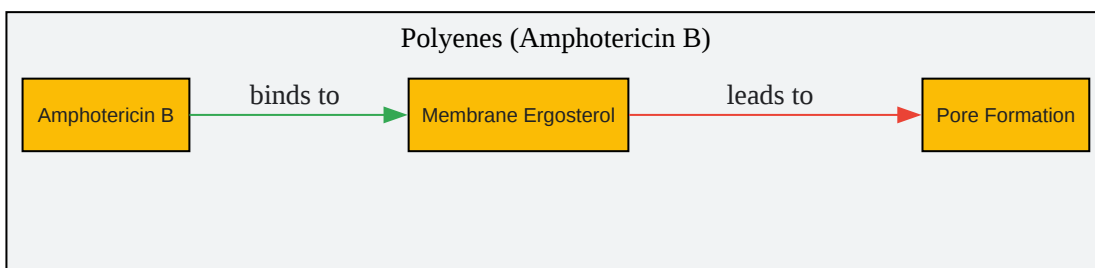 Polyenes (Amphotericin B)
Amphotericin B
binds to
Membrane Ergosterol
leads to
Pore Formation